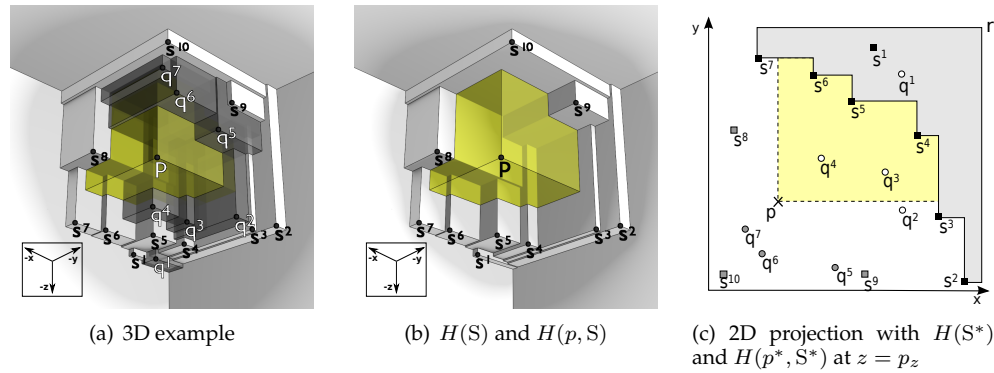 s10
q7
q6
s9
q5
s8
p
q4
q3
q2
s7
s6
s5
s4
s3
s2
s1
q1
-x
-y
-z
(a) 3D example
s10
s9
s8
p
s7
s6
s5
s4
s3
s2
s1
-x
-y
-z
(b) H(S) and H(p, S)
y
r
s1
s7
s6
q1
s5
s8
s4
q4
q3
p
q2
s3
q7
q6
q5
s10
s9
s2
x
(c) 2D projection with H(S*)
and H(p*, S*) at z = pz